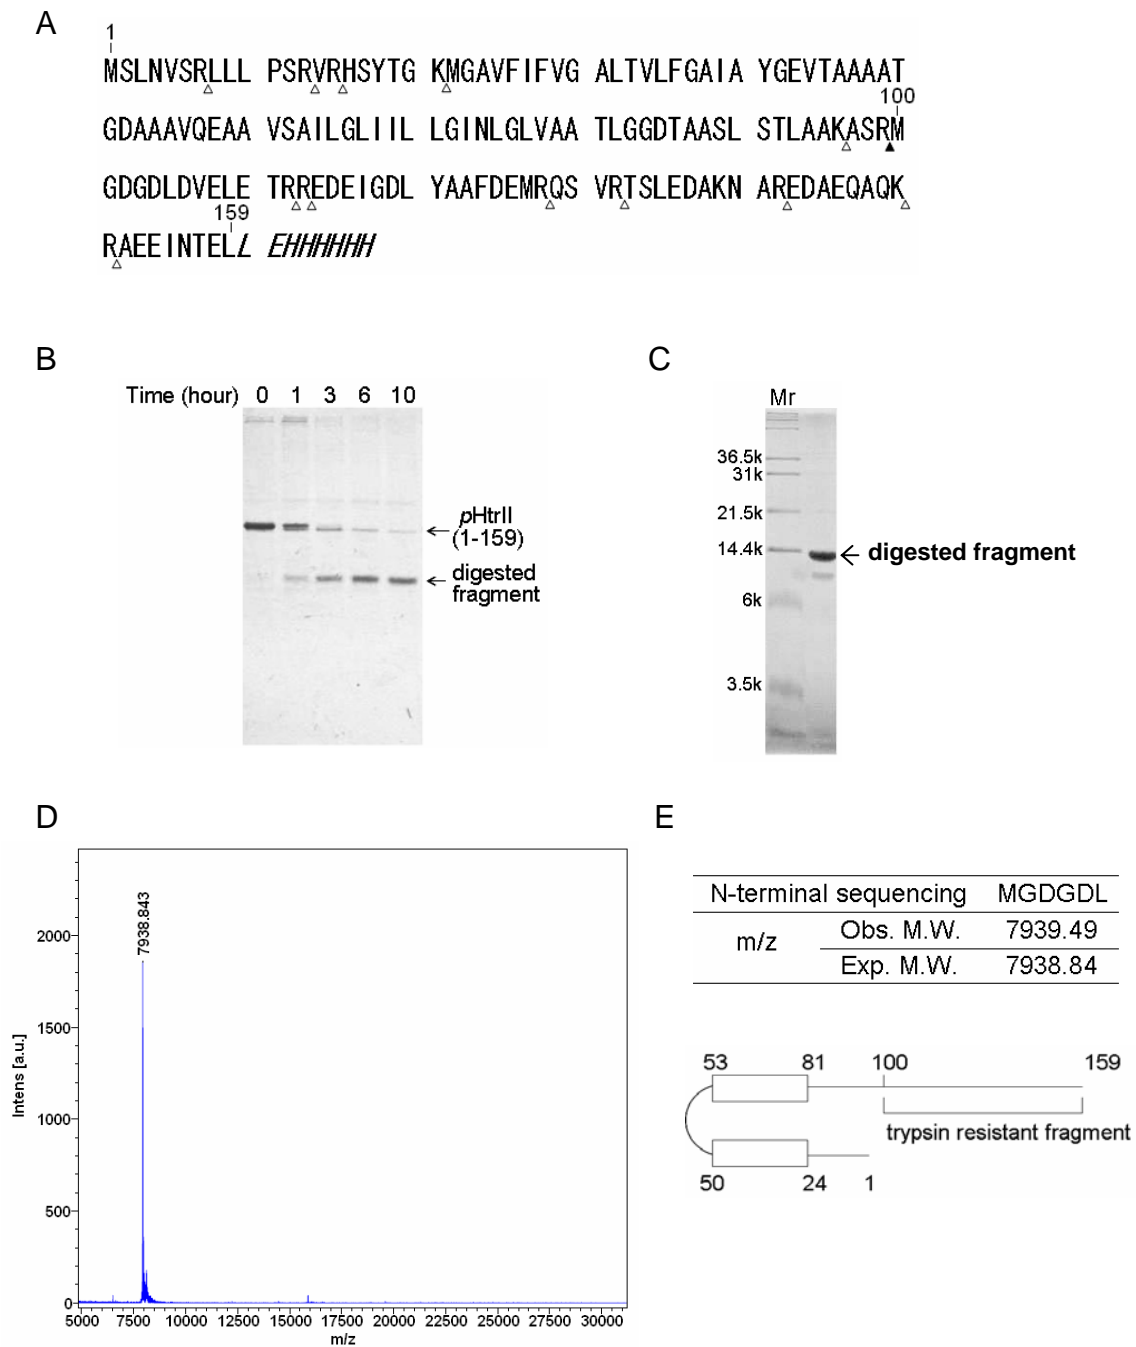 A
1
MSLNVSRLLL PSRVRHSYTG KMGAVFIFVG ALTVLFGAIA YGEVTAAAAT
100
GDAAAVQEAA VSAILGLIIL LGINLGLVAA TLGGDTAASL STLAAKASRM
GDGDLDVELE TRREDEIGDL YAAFDEMRQS VRTSLEDAKN AREDAEQAQK
159
RAEEINTELL EHHHHHH
B
Time (hour) 0 1 3 6 10
pHtrII
(1-159)
digested
fragment
C
Mr
36.5k
31k
21.5k
14.4k
digested fragment
6k
3.5k
D
7938.843
2000
1500
1000
500
0
Intens [a.u.]
5000 7500 10000 12500 15000 17500 20000 22500 25000 27500 30000
m/z
E
N-terminal sequencing MGDGDL
m/z
Obs. M.W. 7939.49
Exp. M.W. 7938.84
53 81 100 159
trypsin resistant fragment
50 24 1